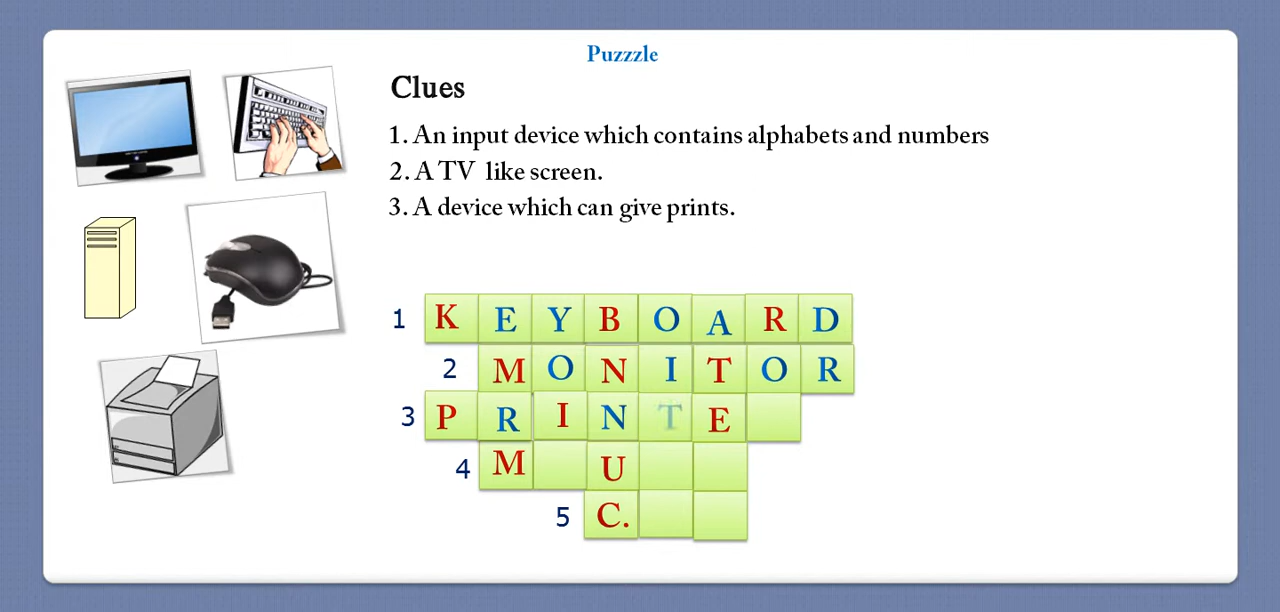 Puzzzle
Clues
1. An input device which contains alphabets and numbers
2. A TV like screen.
3. A device which can give prints.
1 K E Y B O A R D
2 M O N I T O R
3 P R I N T E
4 M U
5 C.